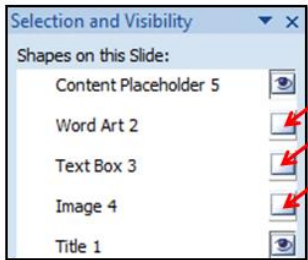 Selection and Visibility
Shapes on this Slide:
Content Placeholder 5
Word Art 2
Text Box 3
Image 4
Title 1